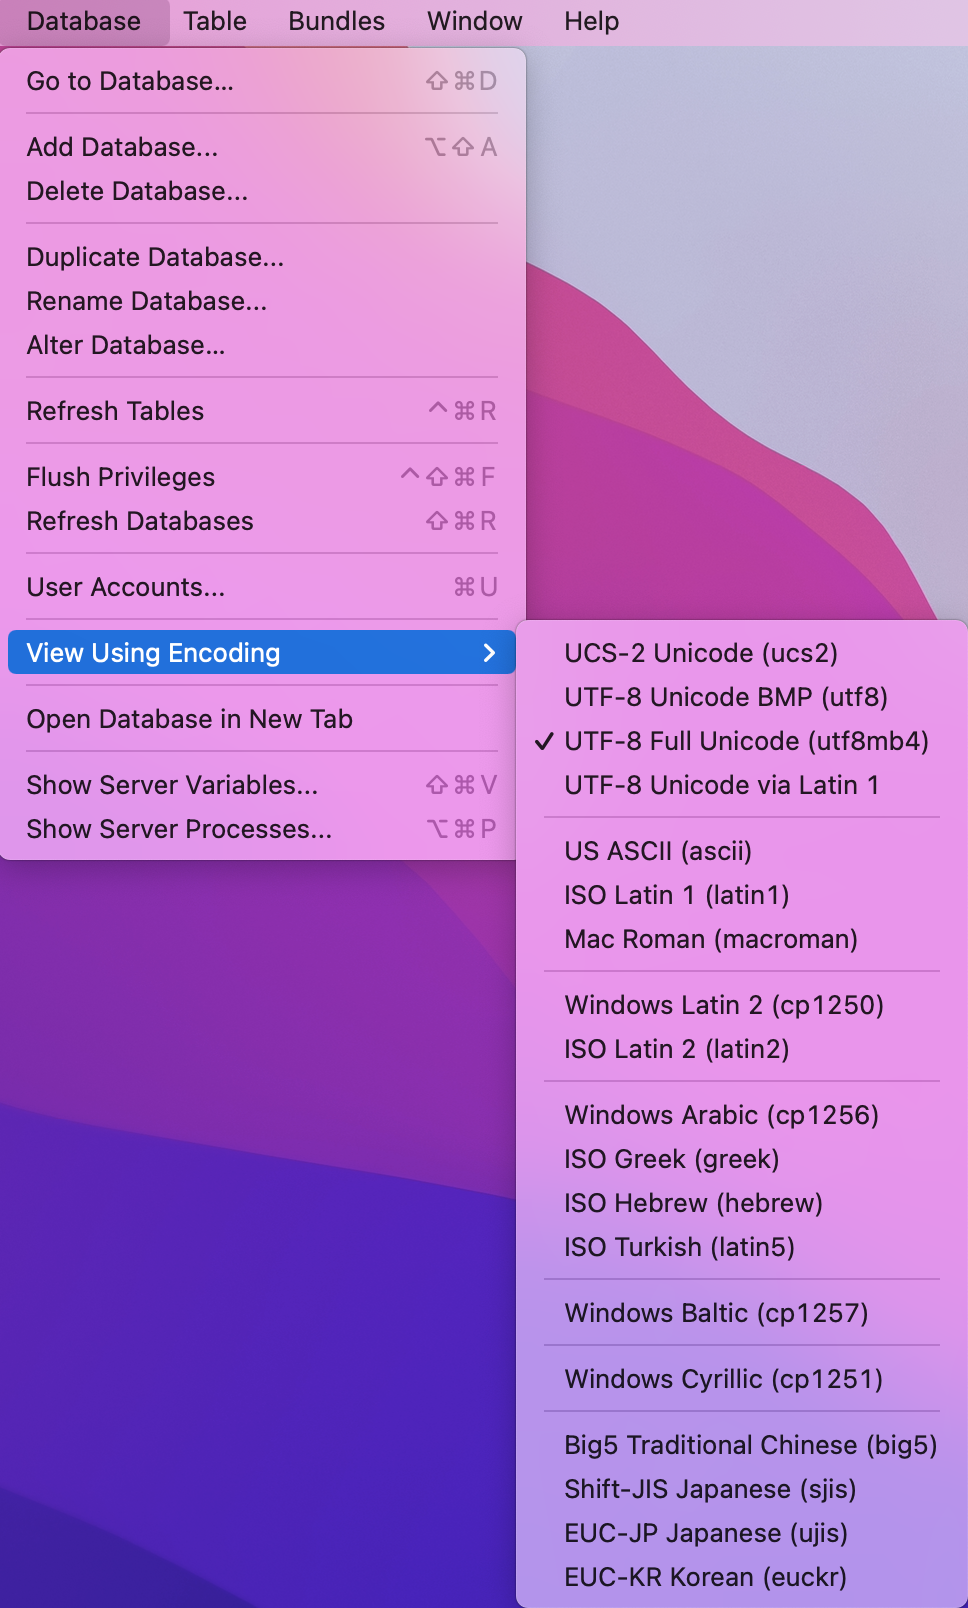 Database Table Bundles Window Help
Go to Database... ⇧⌘D
Add Database... ⌥⇧A
Delete Database...
Duplicate Database...
Rename Database...
Alter Database...
Refresh Tables ^⌘R
Flush Privileges ^⇧⌘F
Refresh Databases ⇧⌘R
User Accounts... ⌘U
View Using Encoding
Open Database in New Tab
Show Server Variables... ⇧⌘V
Show Server Processes... ⌥⌘P
UCS-2 Unicode (ucs2)
UTF-8 Unicode BMP (utf8)
✓ UTF-8 Full Unicode (utf8mb4)
UTF-8 Unicode via Latin 1
US ASCII (ascii)
ISO Latin 1 (latin1)
Mac Roman (macroman)
Windows Latin 2 (cp1250)
ISO Latin 2 (latin2)
Windows Arabic (cp1256)
ISO Greek (greek)
ISO Hebrew (hebrew)
ISO Turkish (latin5)
Windows Baltic (cp1257)
Windows Cyrillic (cp1251)
Big5 Traditional Chinese (big5)
Shift-JIS Japanese (sjis)
EUC-JP Japanese (ujis)
EUC-KR Korean (euckr)